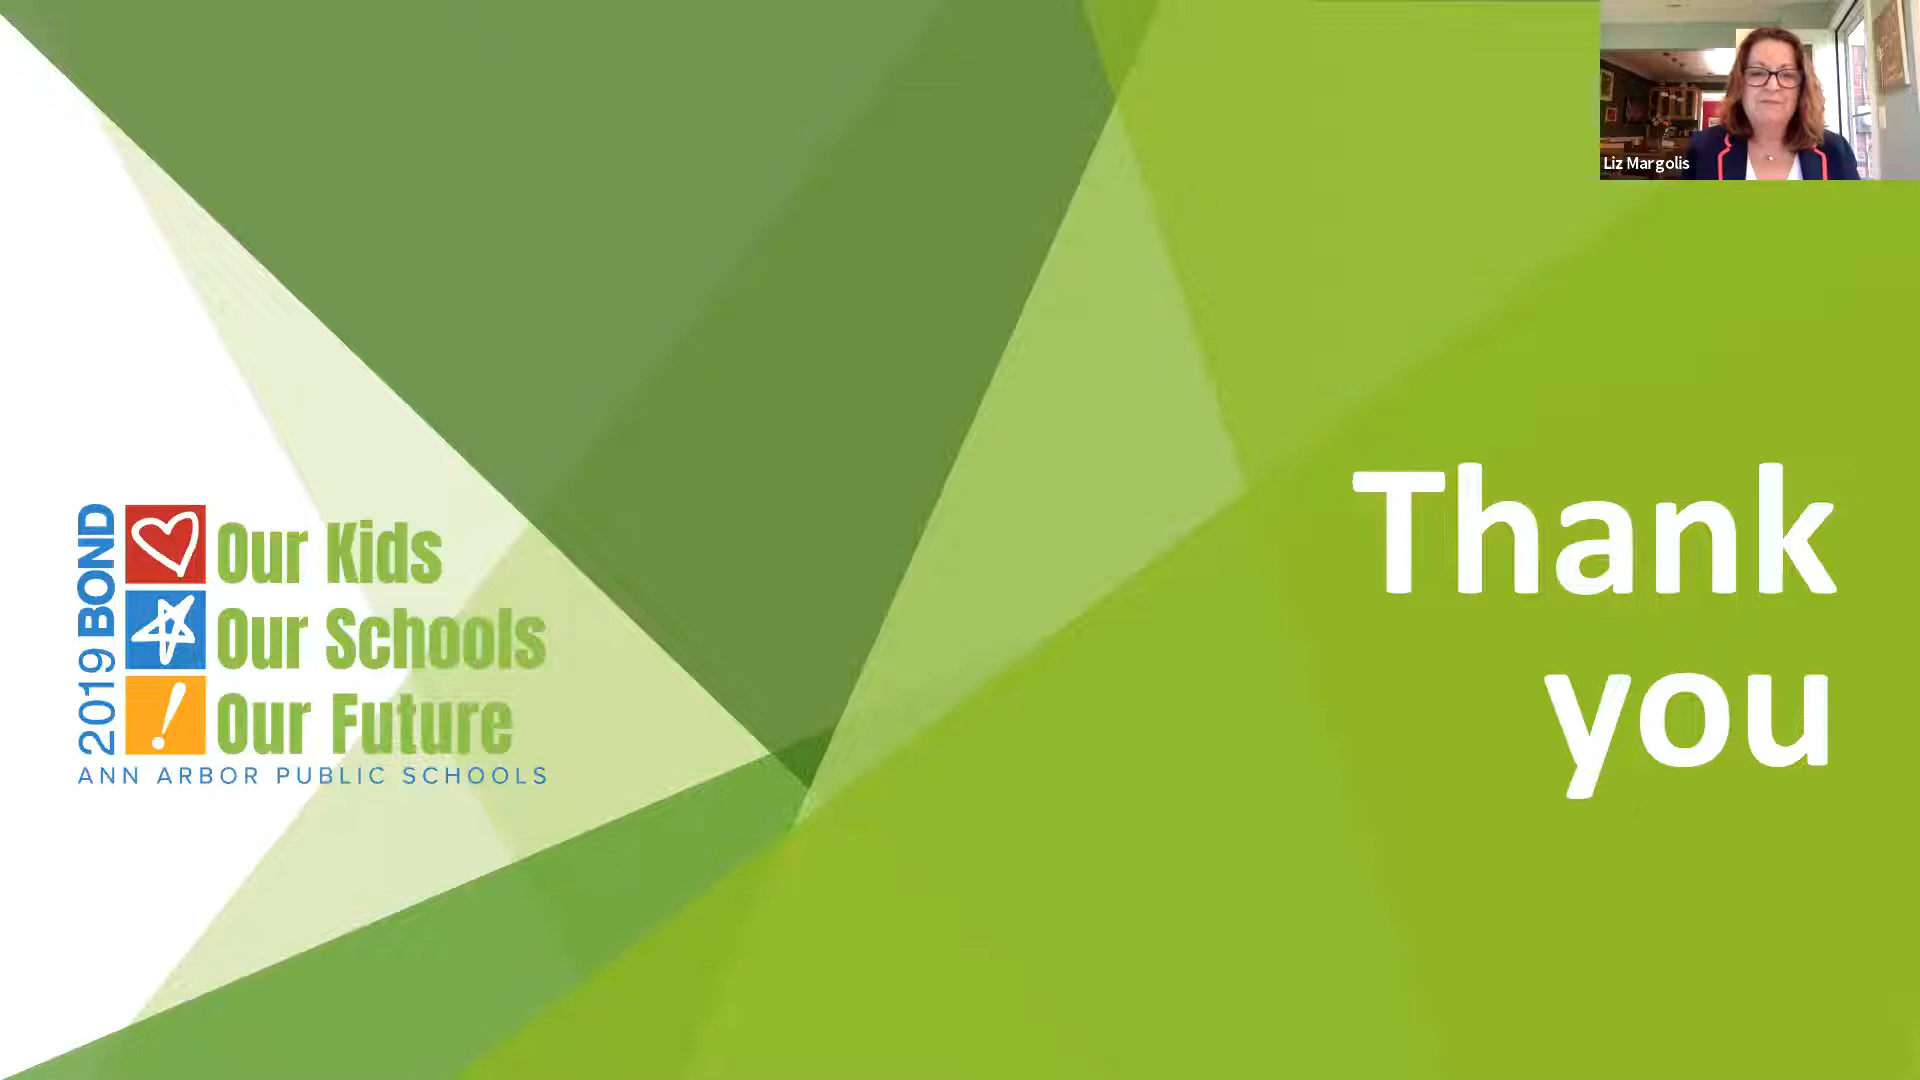 Liz Margolis
Thank
you
2019 BOND
Our Kids
Our Schools
Our Future
ANN ARBOR PUBLIC SCHOOLS